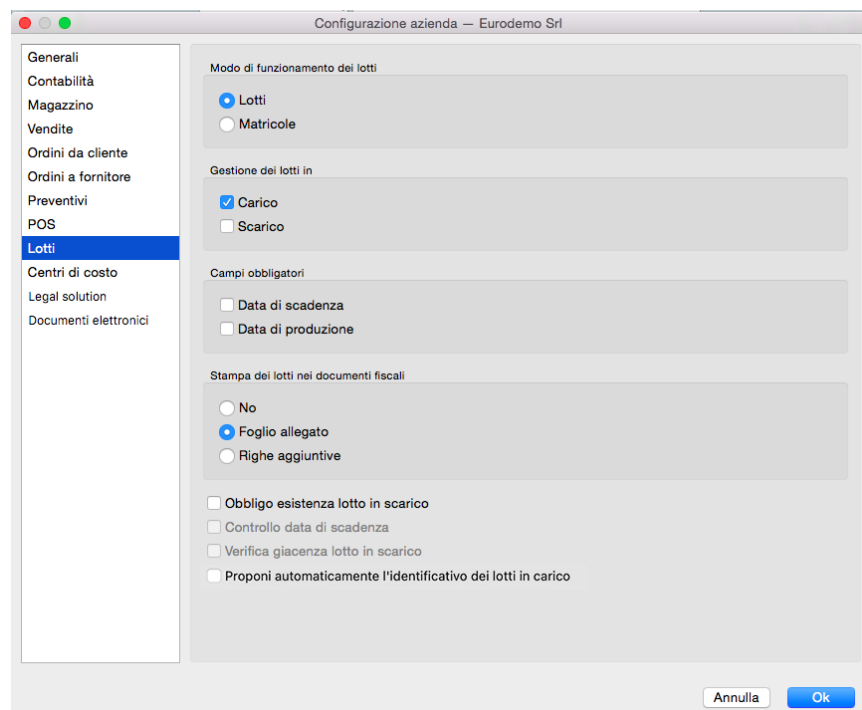 Configurazione azienda — Eurodemo Srl
Generali
Contabilità
Magazzino
Vendite
Ordini da cliente
Ordini a fornitore
Preventivi
POS
Lotti
Centri di costo
Legal solution
Documenti elettronici
Modo di funzionamento dei lotti
Lotti
Matricole
Gestione dei lotti in
Carico
Scarico
Campi obbligatori
Data di scadenza
Data di produzione
Stampa dei lotti nei documenti fiscali
No
Foglio allegato
Righe aggiuntive
Obbligo esistenza lotto in scarico
Controllo data di scadenza
Verifica giacenza lotto in scarico
Proponi automaticamente l'identificativo dei lotti in carico
Annulla
Ok